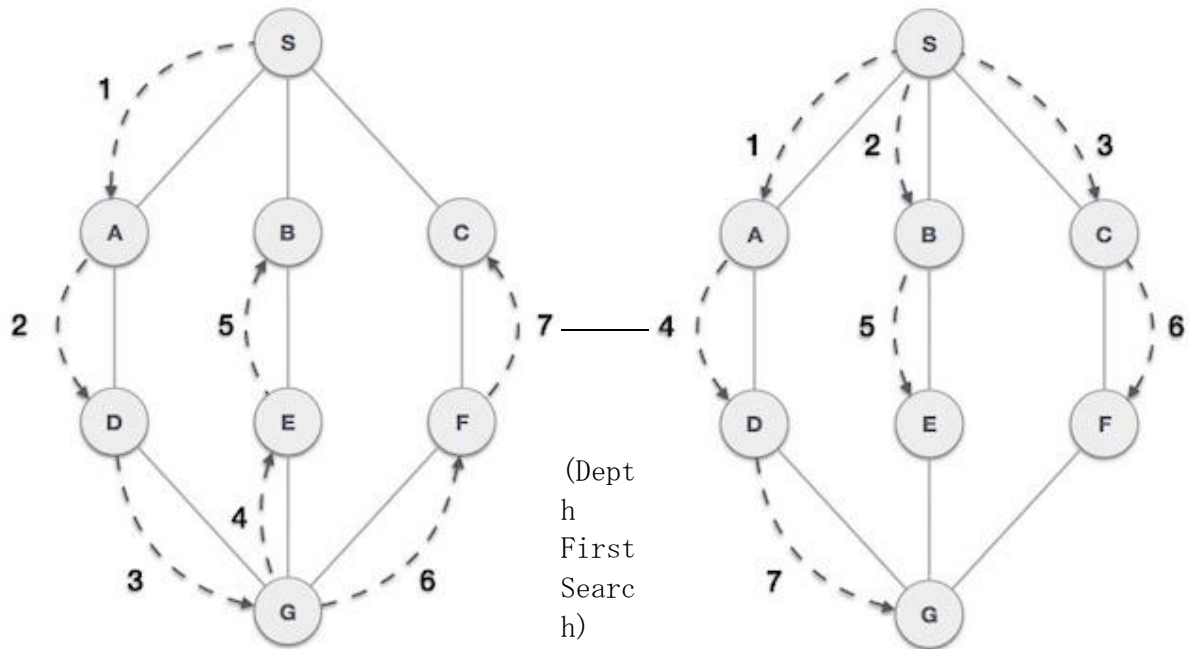 S S
1 1 2 3
A B C A B C
2 5 7 4 5 6
D E F D E F
(Dept
h
First
4
Searc
3 6 7
h)
G G